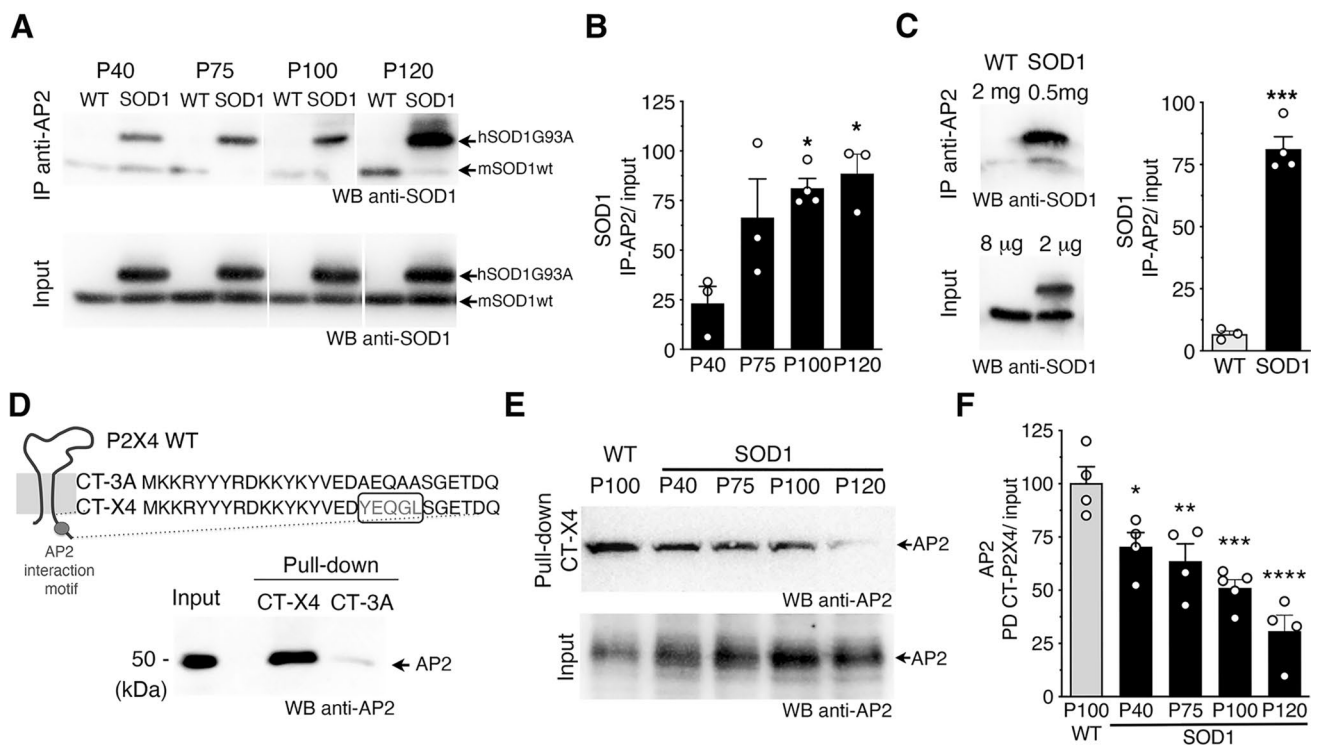 A
P40 P75 P100 P120
WT SOD1 WT SOD1 WT SOD1 WT SOD1
IP anti-AP2
hSOD1G93A
mSOD1wt
WB anti-SOD1
Input
hSOD1G93A
mSOD1wt
WB anti-SOD1
B
SOD1
IP-AP2/ input
125
100
75
50
25
0
* *
P40 P75 P100 P120
C
WT SOD1
2 mg 0.5mg
IP anti-AP2
WB anti-SOD1
8 µg 2 µg
Input
WB anti-SOD1
SOD1
IP-AP2/ input
100
75
50
25
0
***
WT SOD1
D
P2X4 WT
CT-3A MKKRYYYRDKKYKYVEDAEQAASGETDQ
CT-X4 MKKRYYYRDKKYKYVEDYEQGLSGETDQ
AP2
interaction
motif
Pull-down
Input CT-X4 CT-3A
50 -
(kDa)
AP2
WB anti-AP2
E
WT SOD1
P100 P40 P75 P100 P120
Pull-down
CT-X4
AP2
WB anti-AP2
Input
AP2
WB anti-AP2
F
AP2
PD CT-P2X4/ input
125
100
75
50
25
0
* ** *** ****
P100 P40 P75 P100 P120
WT SOD1